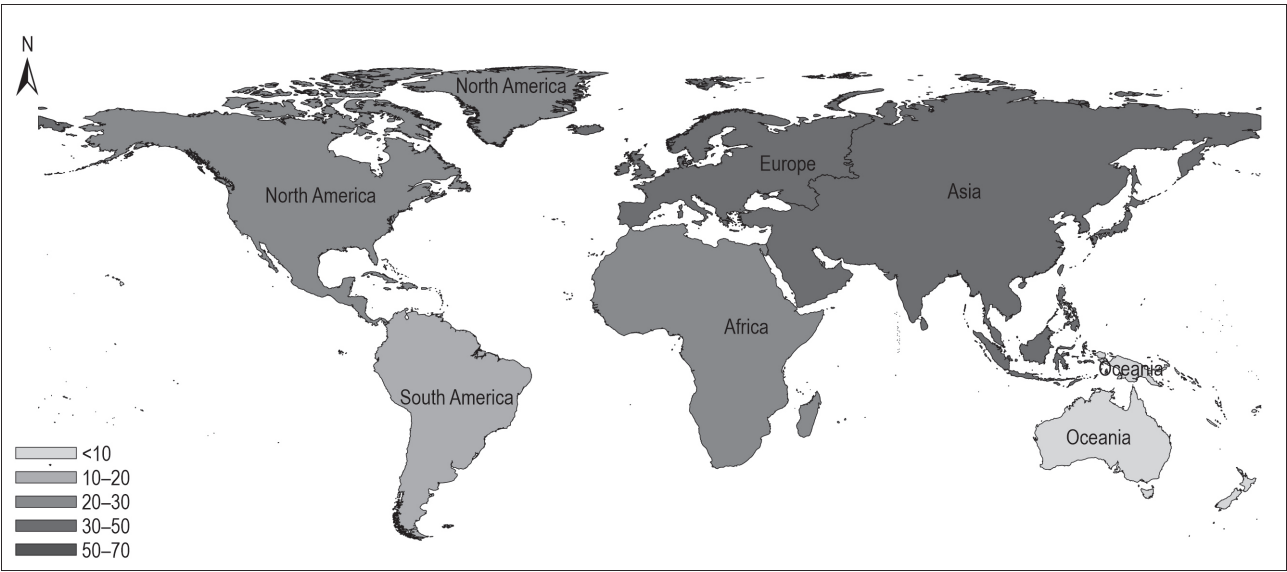 N
North America
North America
Europe
Asia
Africa
South America
Oceania
Oceania
<10
10–20
20–30
30–50
50–70